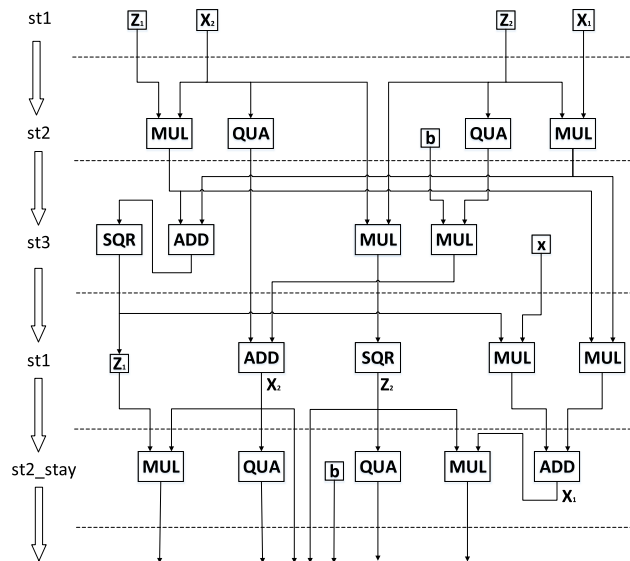 st1 Z₁ X₂ Z₂ X₁
st2 MUL QUA b QUA MUL
st3 SQR ADD MUL MUL x
st1 Z₁ ADD SQR MUL MUL
X₂ Z₂
st2_stay MUL QUA b QUA MUL ADD
X₁